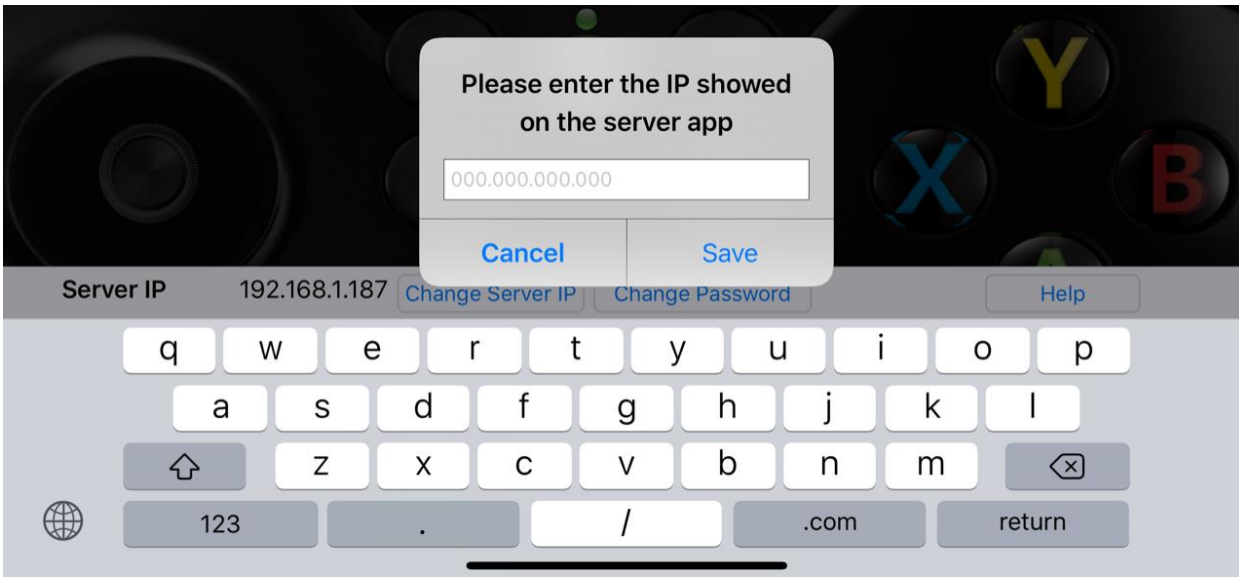 Y
Please enter the IP showed
on the server app
X
B
000.000.000.000
Cancel Save
A
Server IP 192.168.1.187 Change Server IP Change Password Help
q w e r t y u i o p
a s d f g h j k l
z x c v b n m
123 . / .com return